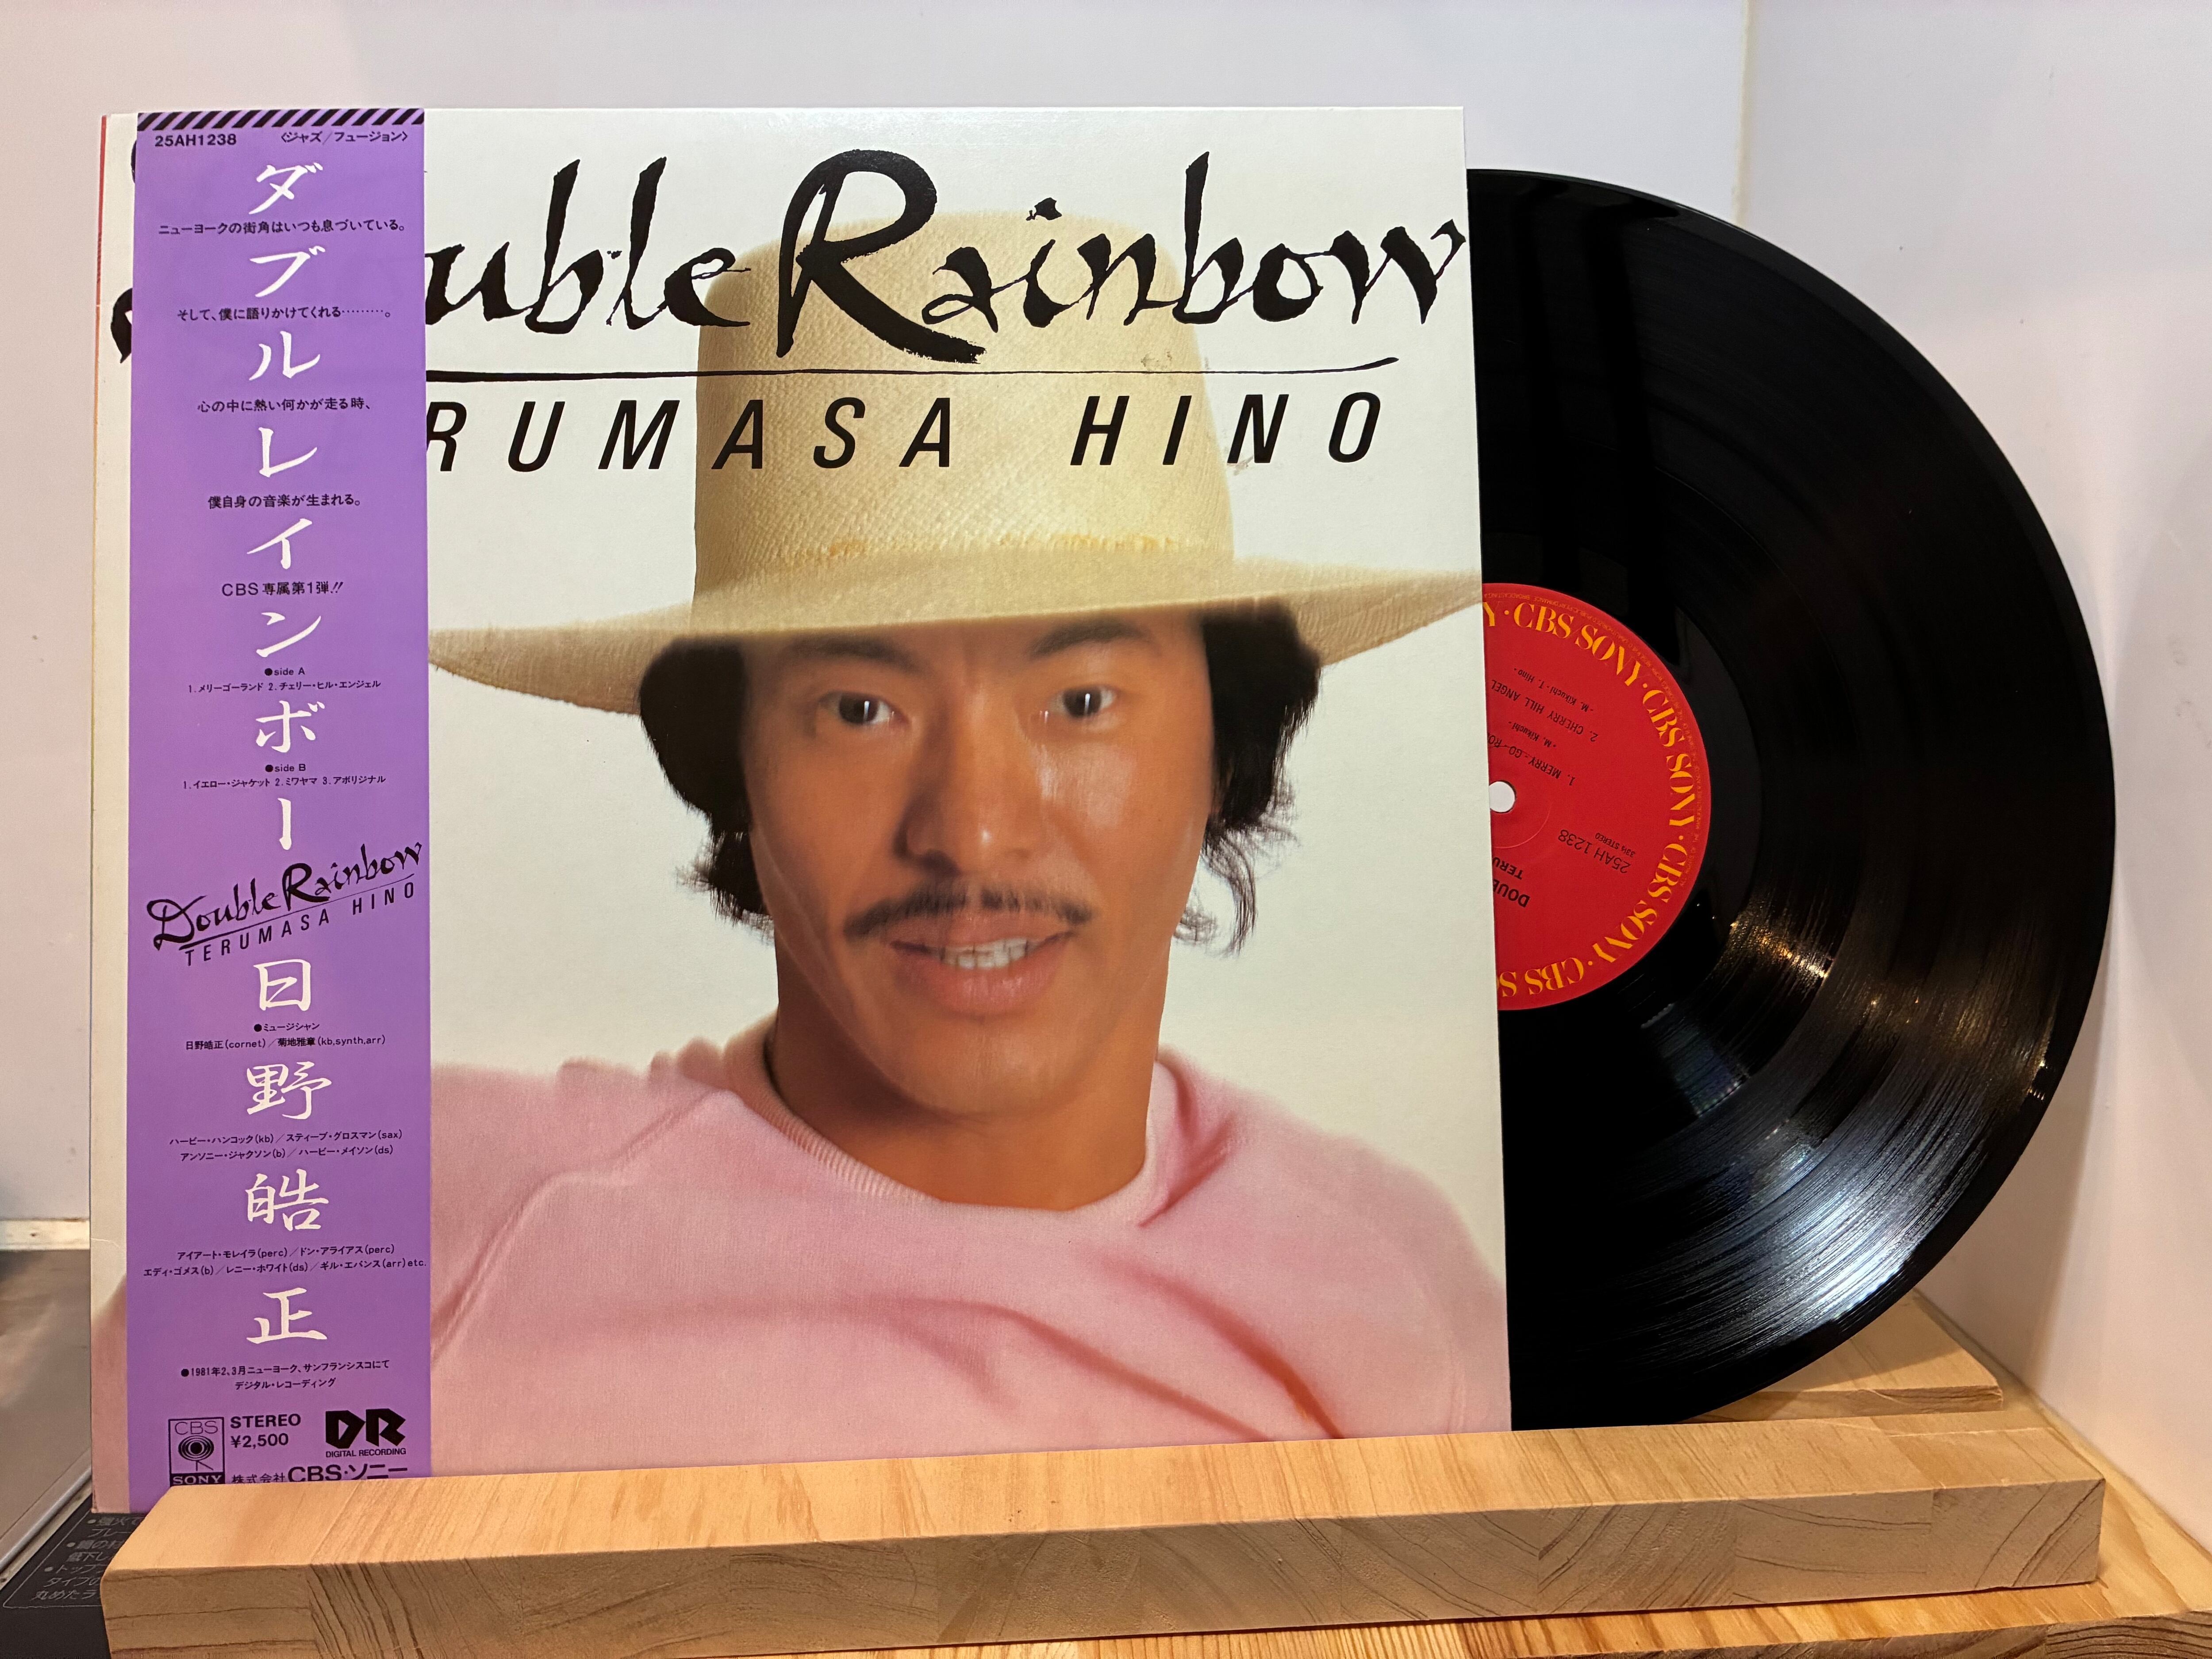 25AH1238 〈ジャズ/フュージョン〉
ダブルレインボー
ニューヨークの街角はいつも息づいている。
そして、僕に語りかけてくれる………。
心の中に熱い何かが走る時、
僕自身の音楽が生まれる。
CBS専属第1弾!!
●side A
1.メリーゴーランド 2.チェリー・ヒル・エンジェル
●side B
1.イエロー・ジャケット 2.ミワヤマ 3.アボリジナル
Double Rainbow
TERUMASA HINO
日野皓正
●ミュージシャン
日野皓正(cornet)/菊地雅章(kb,synth,arr)
ハービー・ハンコック(kb)/スティーブ・グロスマン(sax)
アンソニー・ジャクソン(b)/ハービー・メイソン(ds)
アイアート・モレイラ(perc)/ドン・アライアス(perc)
エディ・ゴメス(b)/レニー・ホワイト(ds)/ギル・エバンス(arr)etc.
●1981年2、3月ニューヨーク、サンフランシスコにて
デジタル・レコーディング
CBS
SONY
STEREO
¥2,500
DR
DIGITAL RECORDING
株式会社CBS・ソニー
uble Rainbow
RUMASA HINO
Y・CBS SONY・CBS SONY・CBS SONY・CBS S
DOUB
TERU
25AH 1238
33⅓ STEREO
1. MERRY-GO-RO
・M. Kikuchi・
2. CHERRY HILL ANGEL
・M. Kikuchi-T. Hino・